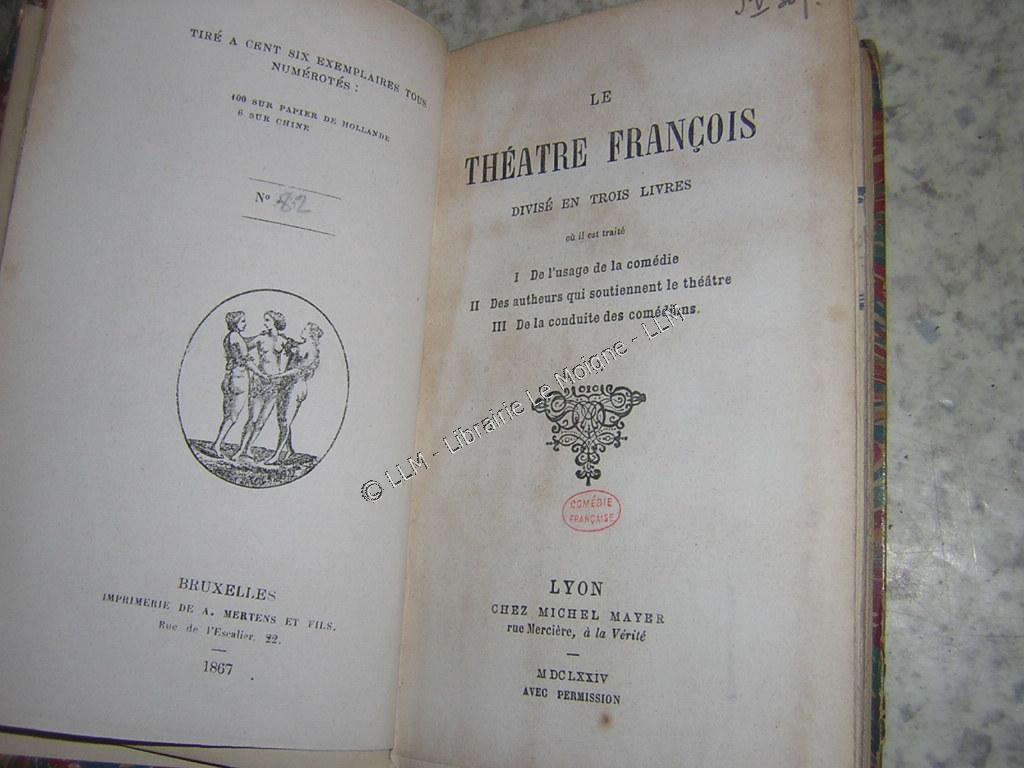 TIRÉ A CENT SIX EXEMPLAIRES TOUS
NUMÉROTÉS :
100 SUR PAPIER DE HOLLANDE
6 SUR CHINE
Nº 82
BRUXELLES
IMPRIMERIE DE A. MERTENS ET FILS.
Rue de l'Escalier, 22.
1867
LE
THÉATRE FRANÇOIS
DIVISÉ EN TROIS LIVRES
où il est traité
I De l'usage de la comédie
II Des autheurs qui soutiennent le théâtre
III De la conduite des comédiens.
COMÉDIE
FRANÇAISE
LYON
CHEZ MICHEL MAYER
rue Mercière, à la Vérité
MDCLXXIV
AVEC PERMISSION
© LLM - Librairie Le Moigne - LLM